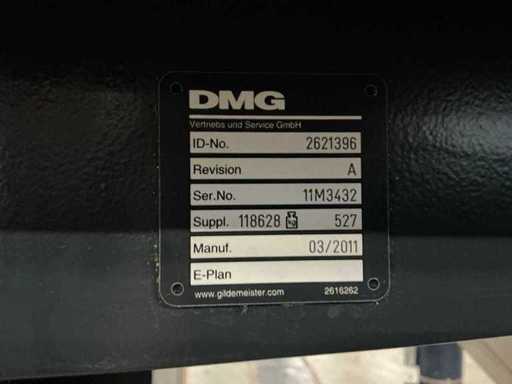 DMG
Vertriebs und Service GmbH
ID-No. 2621396
Revision A
Ser.No. 11M3432
Suppl. 118628 kg 527
Manuf. 03/2011
E-Plan
www.gildemeister.com 2616262